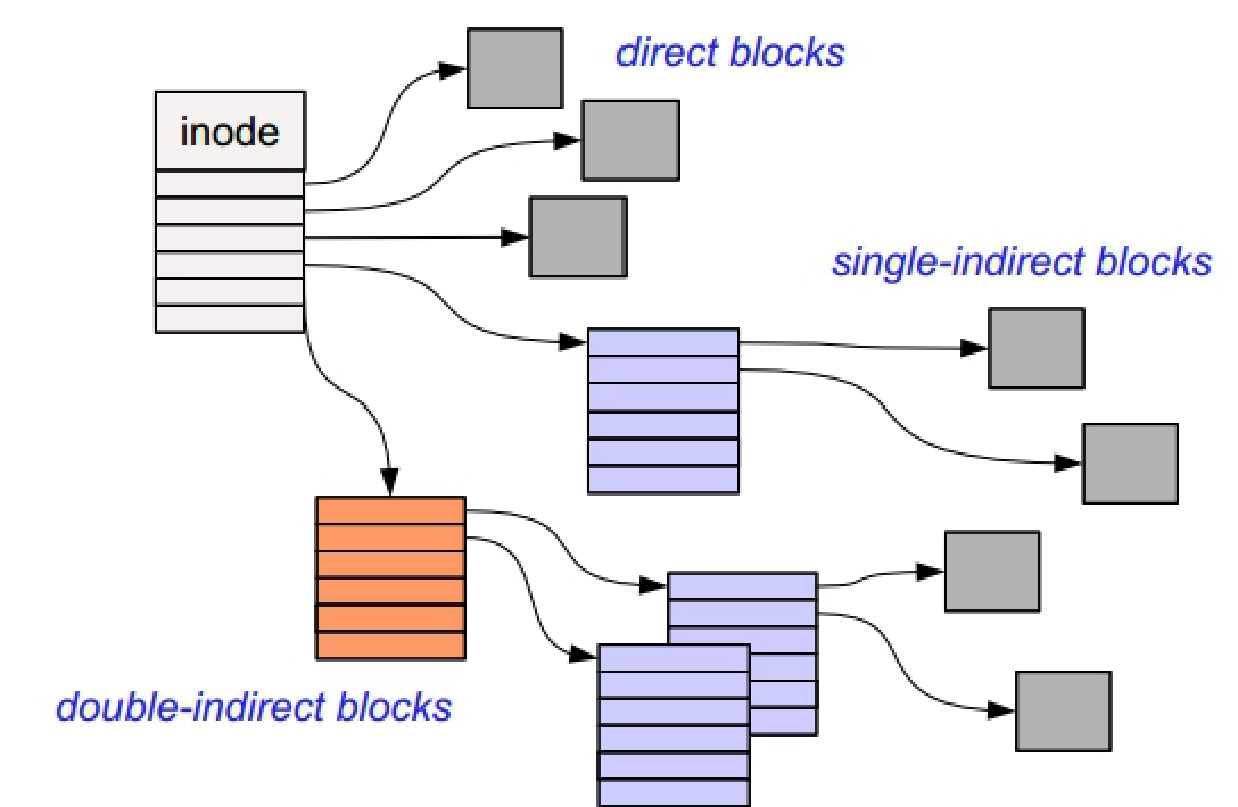 direct blocks
inode
single-indirect blocks
double-indirect blocks